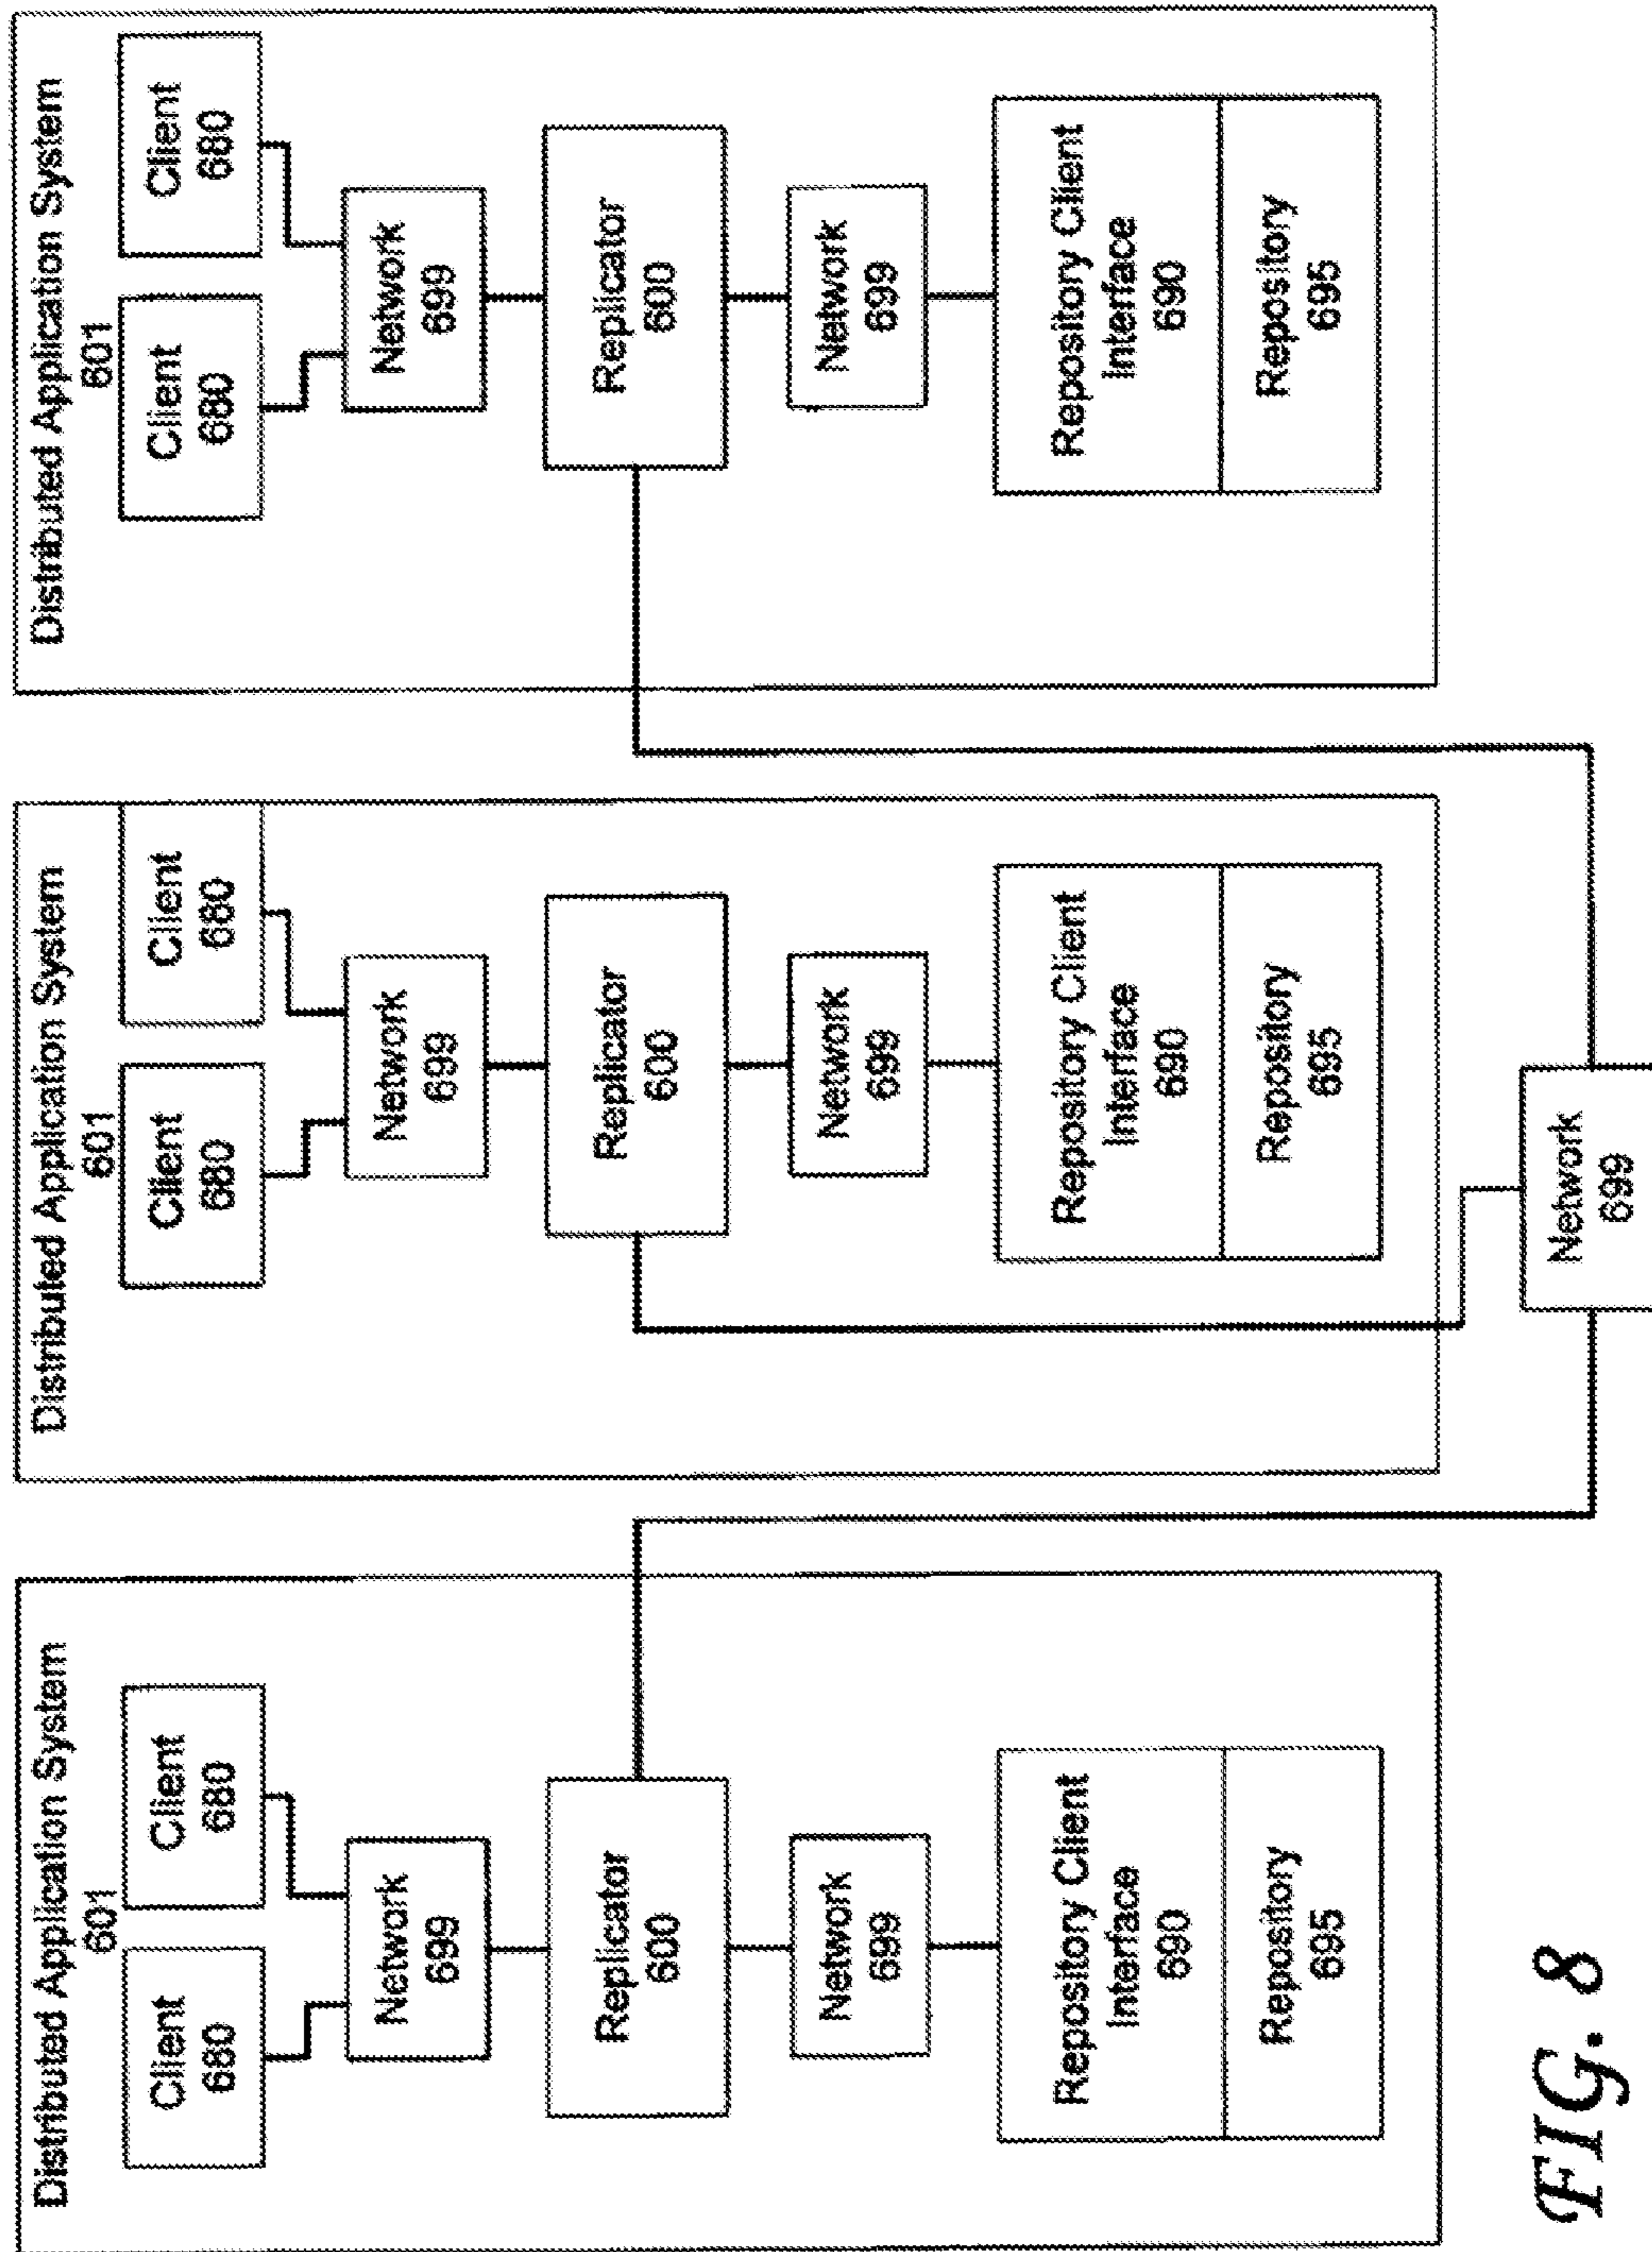 Distributed Application System
601
Client
680
Client
680
Network
699
Replicator
600
Network
699
Repository Client
Interface
690
Repository
695
Distributed Application System
601
Client
680
Client
680
Network
699
Replicator
600
Network
699
Repository Client
Interface
690
Repository
695
Distributed Application System
601
Client
680
Client
680
Network
699
Replicator
600
Network
699
Repository Client
Interface
690
Repository
695
Network
699
FIG. 8